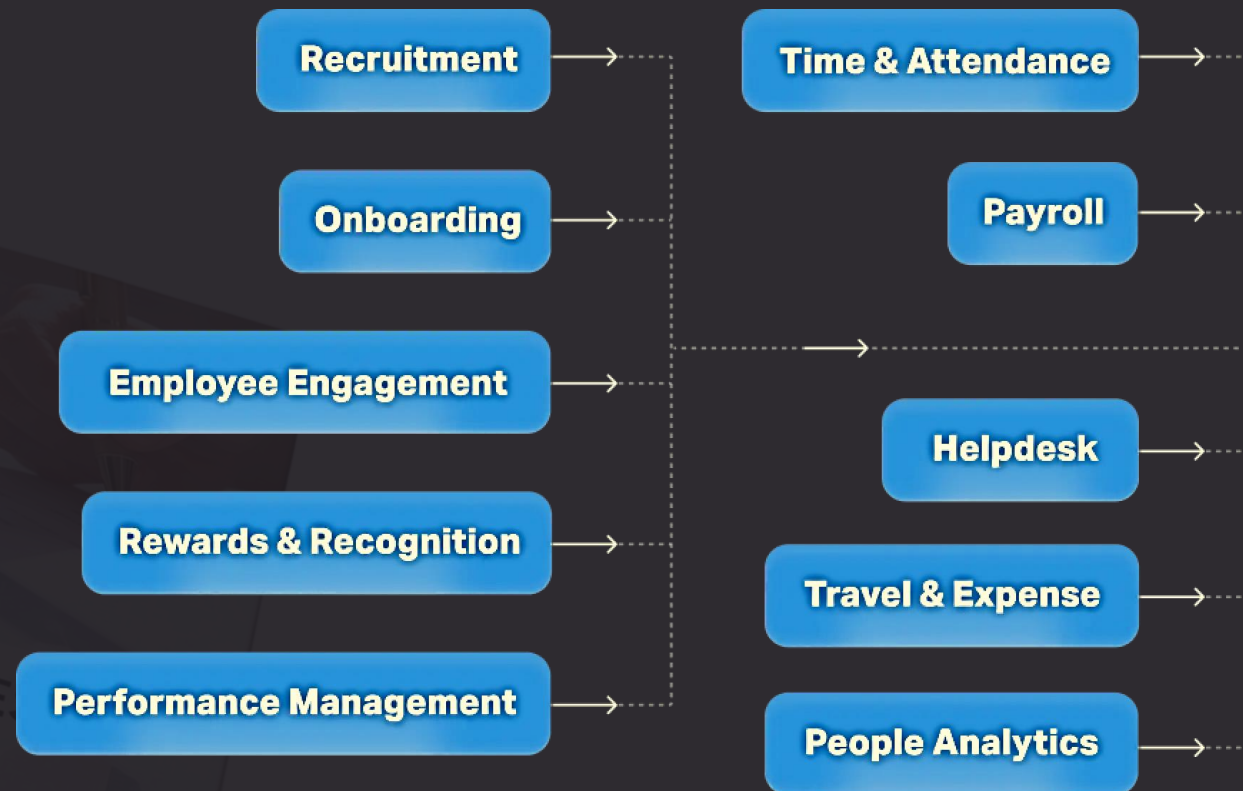 Recruitment
Onboarding
Employee Engagement
Rewards & Recognition
Performance Management
Time & Attendance
Payroll
Helpdesk
Travel & Expense
People Analytics